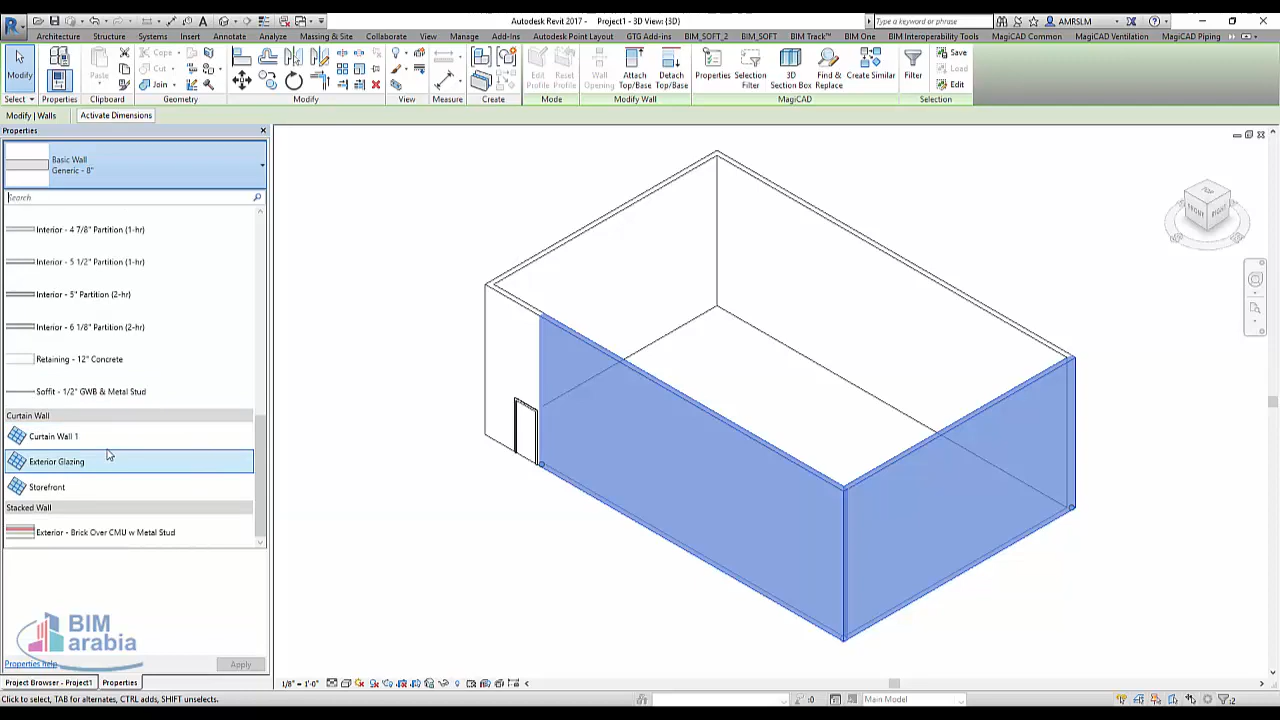 Autodesk Revit 2017 - Project1 - 3D View: {3D}
Type a keyword or phrase
AMRSLM
Architecture Structure Systems Insert Annotate Analyze Massing & Site Collaborate View Manage Add-Ins Autodesk Point Layout GTG Add-ins BIM_SOFT_2 BIM_SOFT BIM Track™ BIM One BIM Interoperability Tools MagiCAD Common MagiCAD Ventilation MagiCAD Piping
Modify
Properties
Paste
Cope
Cut
Join
Edit Profile
Reset Profile
Wall Opening
Attach Top/Base
Detach Top/Base
Properties
Selection Filter
3D Section Box
Find & Replace
Create Similar
Filter
Save
Load
Edit
Select Properties Clipboard Geometry Modify View Measure Create Mode Modify Wall MagiCAD Selection
Modify | Walls
Activate Dimensions
Properties
Basic Wall
Generic - 8"
Search
Interior - 4 7/8" Partition (1-hr)
Interior - 5 1/2" Partition (1-hr)
Interior - 5" Partition (2-hr)
Interior - 6 1/8" Partition (2-hr)
Retaining - 12" Concrete
Soffit - 1/2" GWB & Metal Stud
Curtain Wall
Curtain Wall 1
Exterior Glazing
Storefront
Stacked Wall
Exterior - Brick Over CMU w Metal Stud
TOP
FRONT
RIGHT
BIM
arabia
Properties help
Apply
Project Browser - Project1
Properties
1/8" = 1'-0"
Click to select, TAB for alternates, CTRL adds, SHIFT unselects.
:0
Main Model
:2